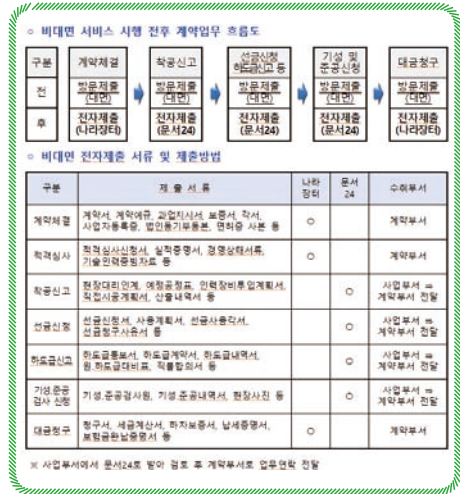 ○ 비대면 서비스 시행 전후 계약업무 흐름도
구분 계약체결 착공신고 선금신청 하도급신고 등 기성 및 준공신청 대금청구
전 방문제출 (대면) 방문제출 (대면) 방문제출 (대면) 방문제출 (대면) 방문제출 (대면)
후 전자제출 (나라장터) 전자제출 (문서24) 전자제출 (문서24) 전자제출 (문서24) 전자제출 (나라장터)
○ 비대면 전자제출 서류 및 제출방법
구분 제 출 서 류 나라 장터 문서 24 수취부서
계약체결 계약서, 계약예규, 과업지시서, 보증서, 각서,
사업자등록증, 법인등기부등본, 면허증 사본 등 ○ 계약부서
적격심사 적격심사신청서, 실적증명서, 경영상태서류,
기술인력증빙자료 등 ○ 계약부서
착공신고 현장대리인계, 예정공정표, 인력장비투입계획서,
직접시공계획서, 산출내역서 등 ○ 사업부서 ⇒
계약부서 전달
선금신청 선금신청서, 사용계획서, 선금사용각서,
선금청구사유서 등 ○ 사업부서 ⇒
계약부서 전달
하도급신고 하도급통보서, 하도급계약서, 하도급내역서,
원.하도급대비표, 직불합의서 등 ○ 사업부서 ⇒
계약부서 전달
기성.준공
검사 신청 기성.준공검사원, 기성.준공내역서, 현장사진 등 ○ 사업부서 ⇒
계약부서 전달
대금청구 청구서, 세금계산서, 하자보증서, 납세증명서,
보험금완납증명서 등 ○ 계약부서
※ 사업부서에서 문서24로 받아 검토 후 계약부서로 업무연락 전달